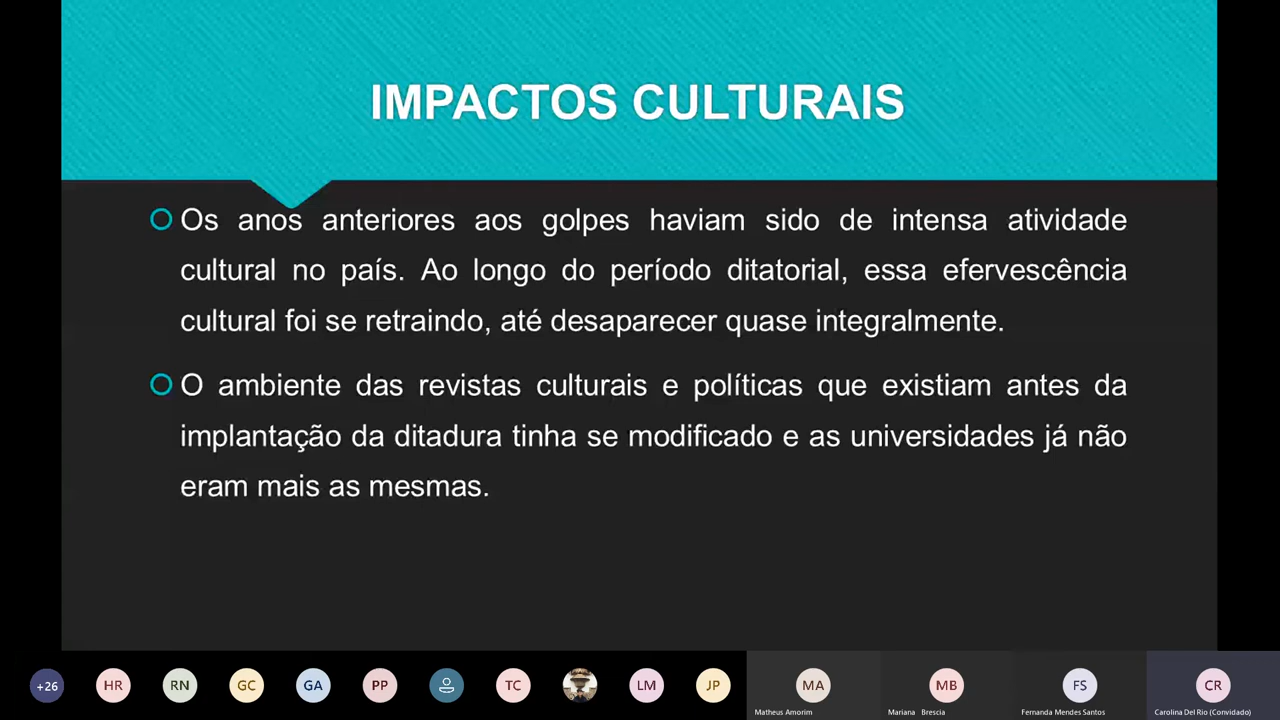 IMPACTOS CULTURAIS
Os anos anteriores aos golpes haviam sido de intensa atividade
cultural no país. Ao longo do período ditatorial, essa efervescência
cultural foi se retraindo, até desaparecer quase integralmente.
O ambiente das revistas culturais e políticas que existiam antes da
implantação da ditadura tinha se modificado e as universidades já não
eram mais as mesmas.
+26 HR RN GC GA PP TC LM JP MA MB FS CR
Matheus Amorim Mariana Brescia Fernanda Mendes Santos Carolina Del Rio (Convidado)